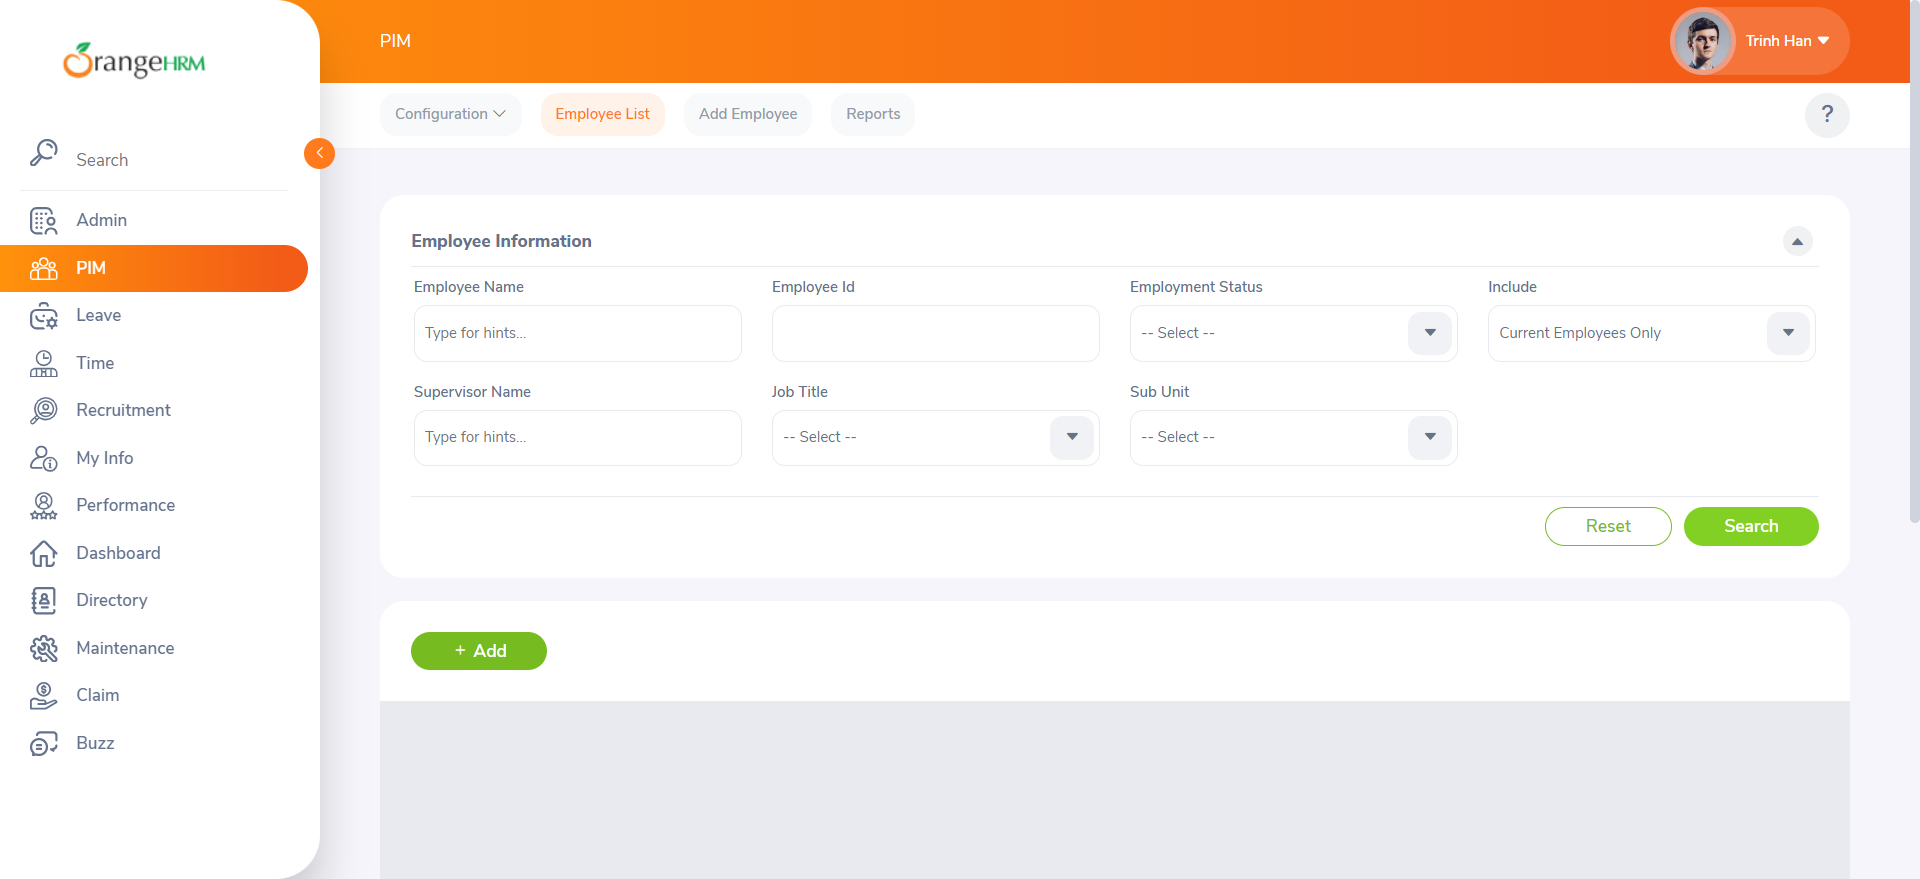 OrangeHRM
Search
Admin
PIM
Leave
Time
Recruitment
My Info
Performance
Dashboard
Directory
Maintenance
Claim
Buzz
PIM
Trinh Han
Configuration
Employee List
Add Employee
Reports
?
Employee Information
Employee Name
Employee Id
Employment Status
Include
Type for hints...
-- Select --
Current Employees Only
Supervisor Name
Job Title
Sub Unit
Type for hints...
-- Select --
-- Select --
Reset
Search
+ Add